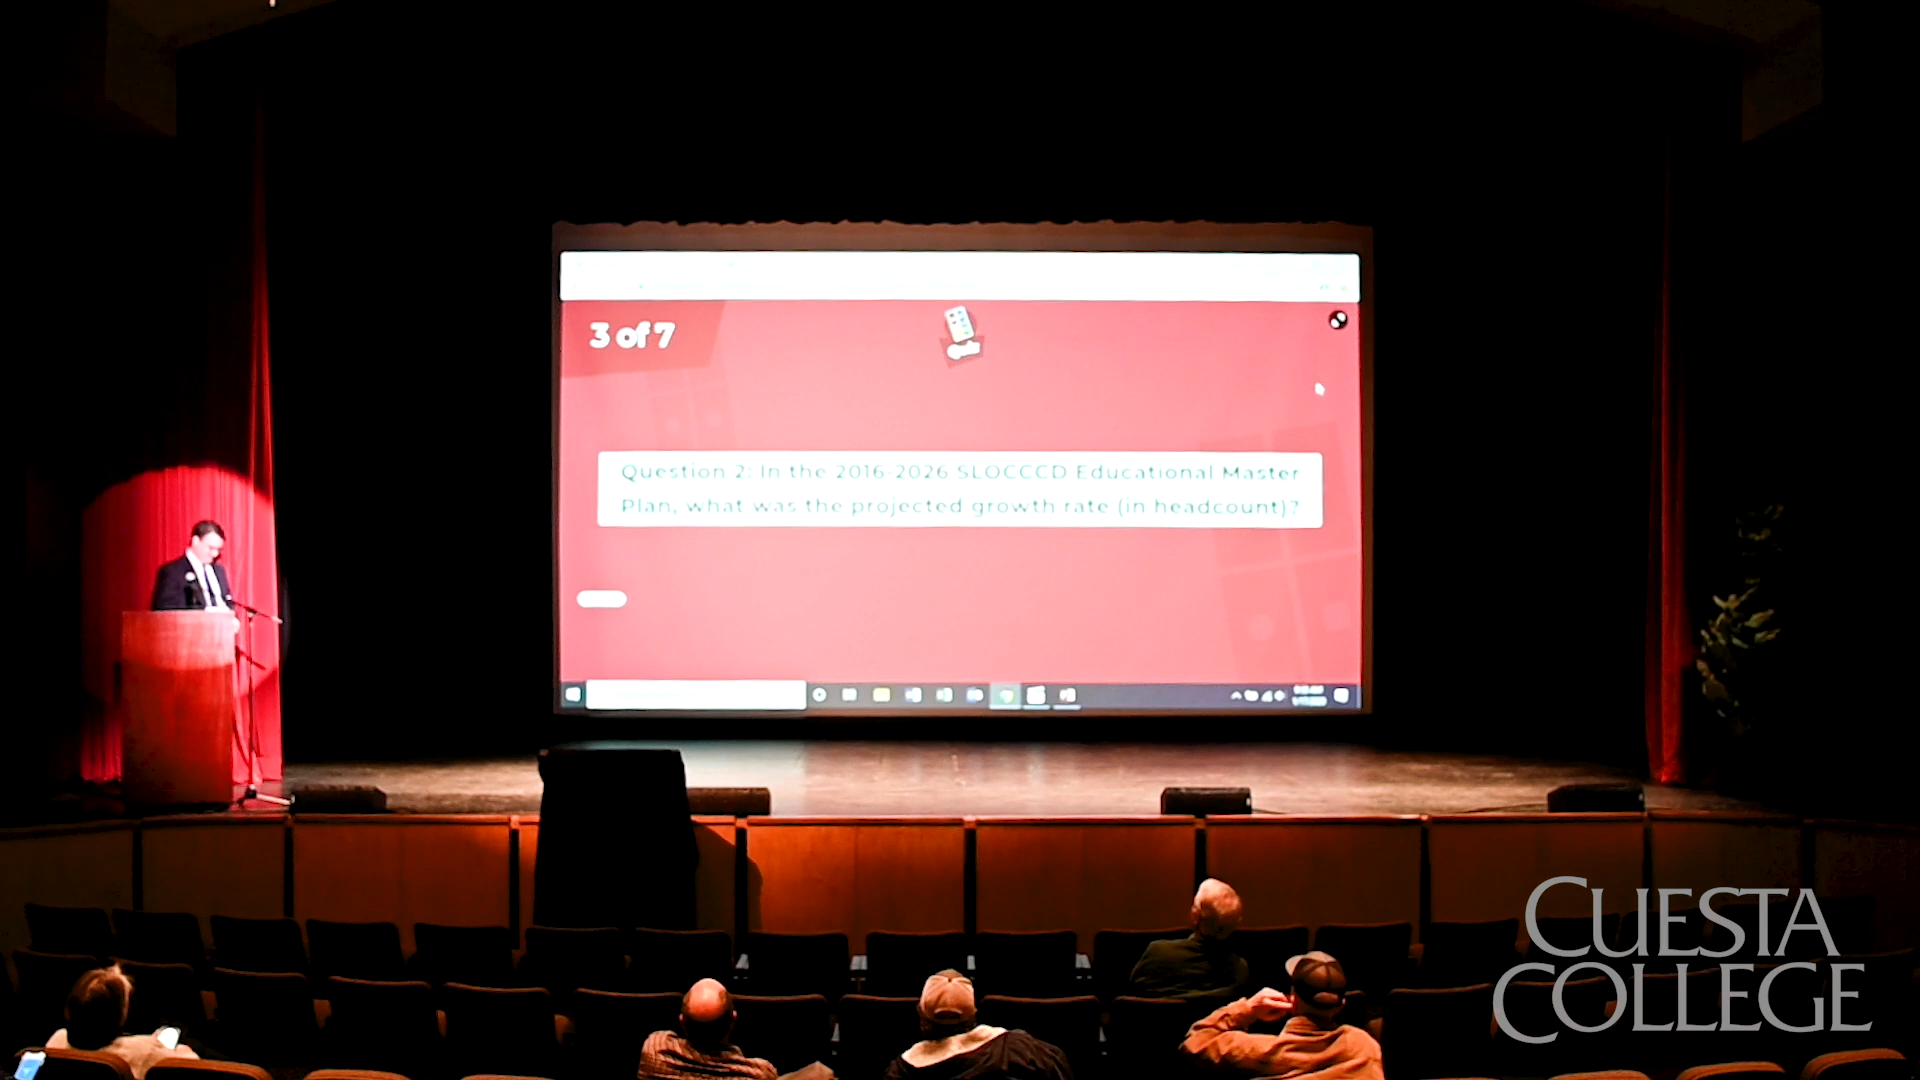 3 of 7
Quiz
Question 2: In the 2016-2026 SLOCCCD Educational Master
Plan, what was the projected growth rate (in headcount)?
CUESTA
COLLEGE